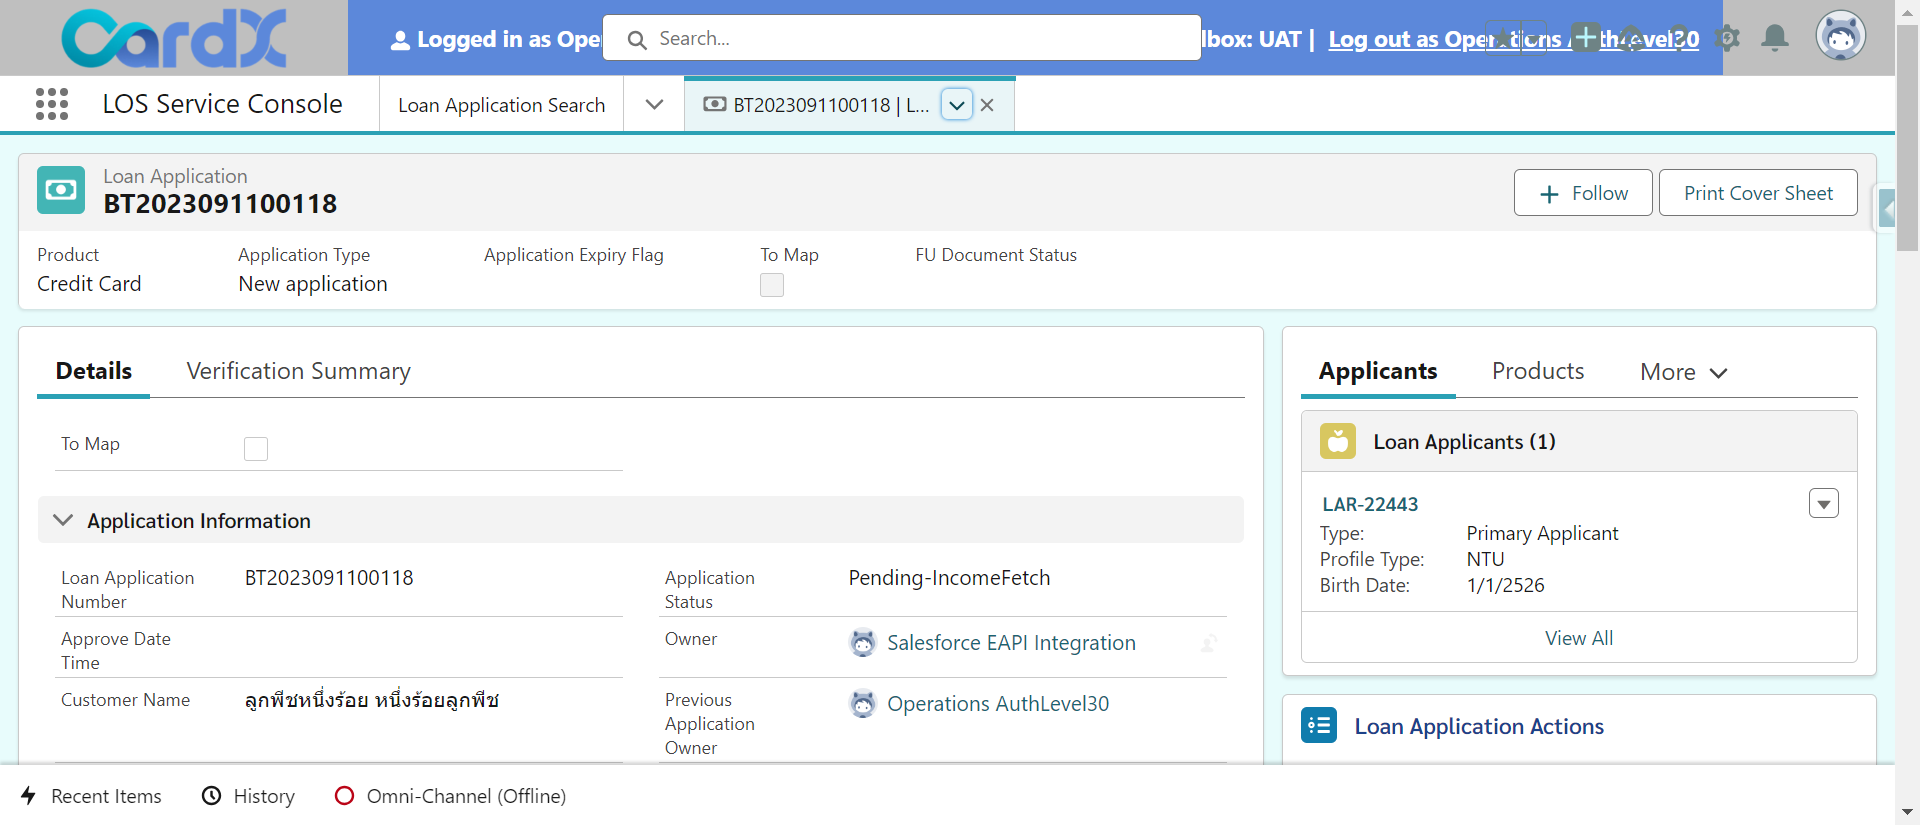 CardX
Logged in as Ope
Search...
lbox: UAT |
Log out as Operations AuthLevel30
LOS Service Console
Loan Application Search
BT2023091100118 | L...
Loan Application
BT2023091100118
Follow
Print Cover Sheet
Product
Application Type
Application Expiry Flag
To Map
FU Document Status
Credit Card
New application
Details
Verification Summary
To Map
Application Information
Loan Application
Number
BT2023091100118
Application
Status
Pending-IncomeFetch
Approve Date
Time
Owner
Salesforce EAPI Integration
Customer Name
ลูกพีชหนึ่งร้อย หนึ่งร้อยลูกพีช
Previous
Application
Owner
Operations AuthLevel30
Applicants
Products
More
Loan Applicants (1)
LAR-22443
Type:
Primary Applicant
Profile Type:
NTU
Birth Date:
1/1/2526
View All
Loan Application Actions
Recent Items
History
Omni-Channel (Offline)